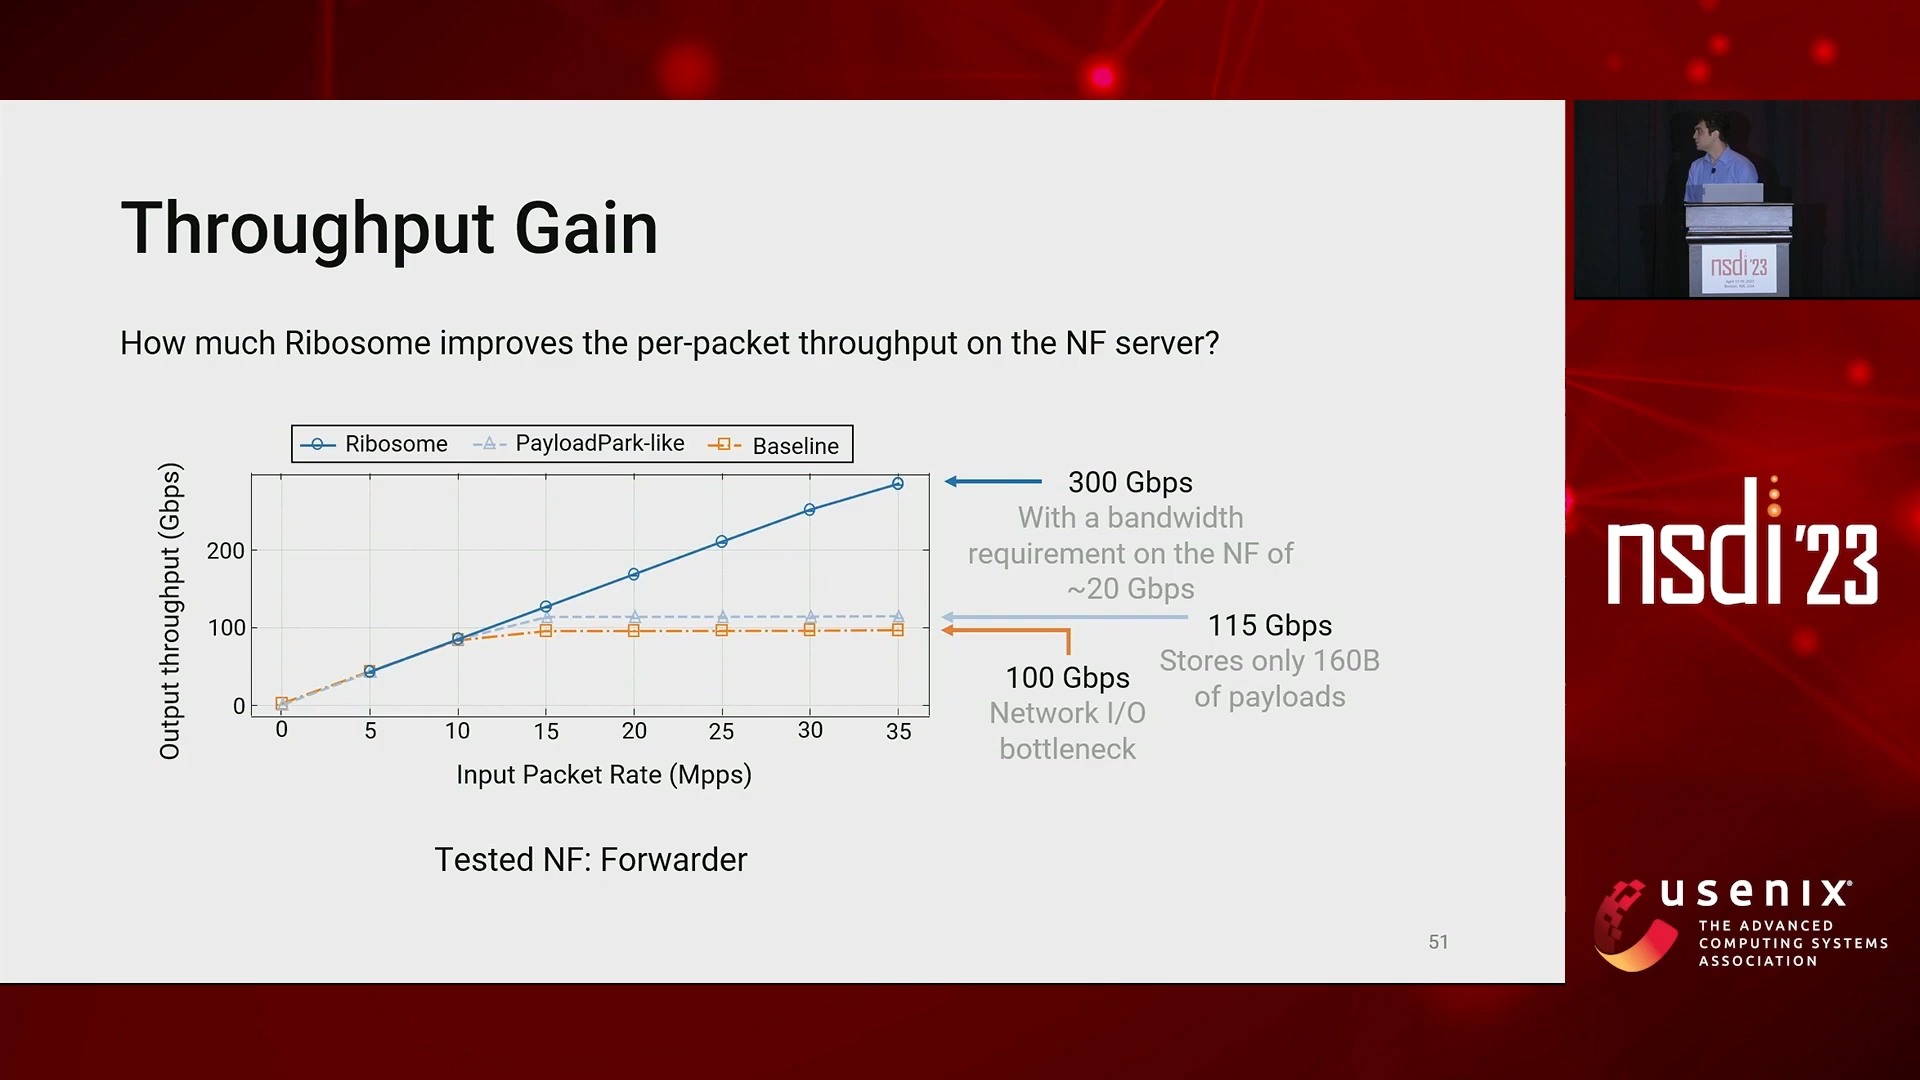 Throughput Gain
How much Ribosome improves the per-packet throughput on the NF server?
Ribosome
PayloadPark-like
Baseline
Output throughput (Gbps)
200
100
0
0
5
10
15
20
25
30
35
Input Packet Rate (Mpps)
300 Gbps
With a bandwidth
requirement on the NF of
~20 Gbps
115 Gbps
Stores only 160B
of payloads
100 Gbps
Network I/O
bottleneck
Tested NF: Forwarder
51
nsdi'23
nsdi'23
usenix®
THE ADVANCED
COMPUTING SYSTEMS
ASSOCIATION